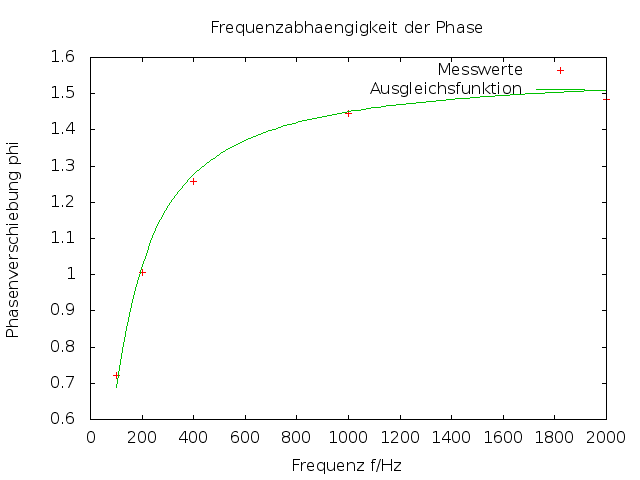 Frequenzabhaengigkeit der Phase
Messwerte
Ausgleichsfunktion
Phasenverschiebung phi
1.6
1.5
1.4
1.3
1.2
1.1
1
0.9
0.8
0.7
0.6
0 200 400 600 800 1000 1200 1400 1600 1800 2000
Frequenz f/Hz